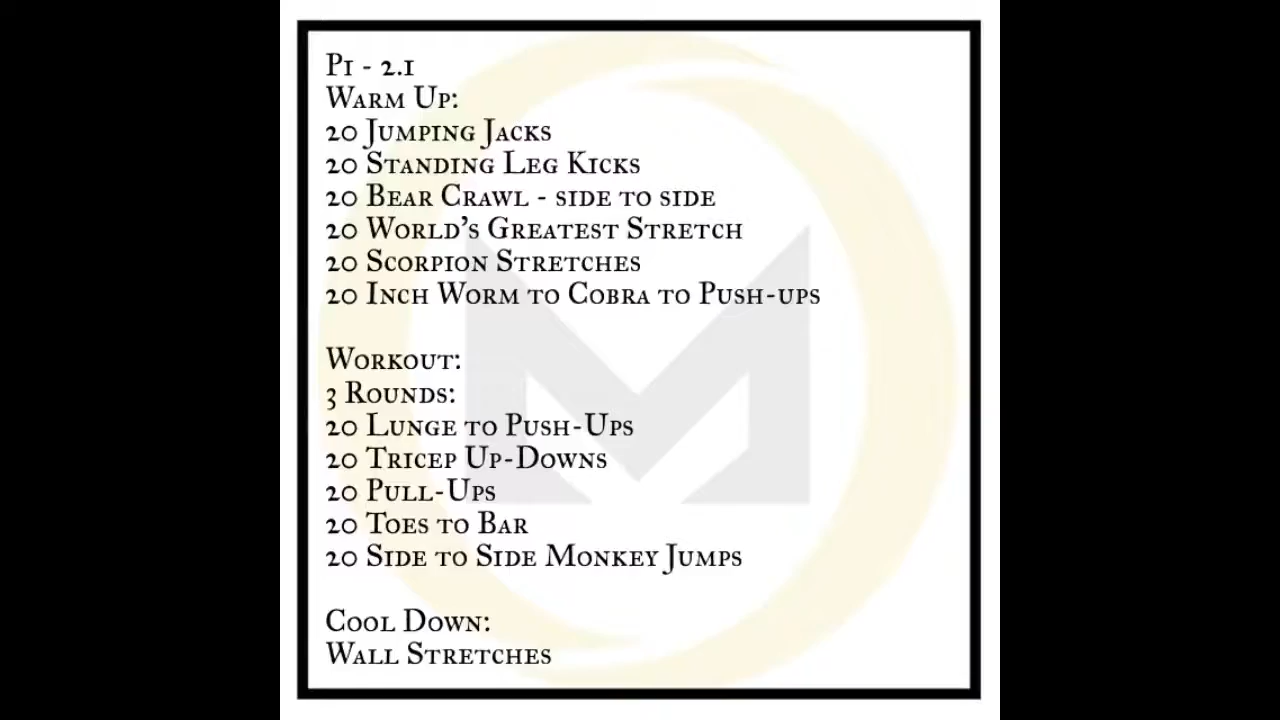 P1 - 2.1
Warm Up:
20 Jumping Jacks
20 Standing Leg Kicks
20 Bear Crawl - side to side
20 World's Greatest Stretch
20 Scorpion Stretches
20 Inch Worm to Cobra to Push-ups
Workout:
3 Rounds:
20 Lunge to Push-Ups
20 Tricep Up-Downs
20 Pull-Ups
20 Toes to Bar
20 Side to Side Monkey Jumps
Cool Down:
Wall Stretches